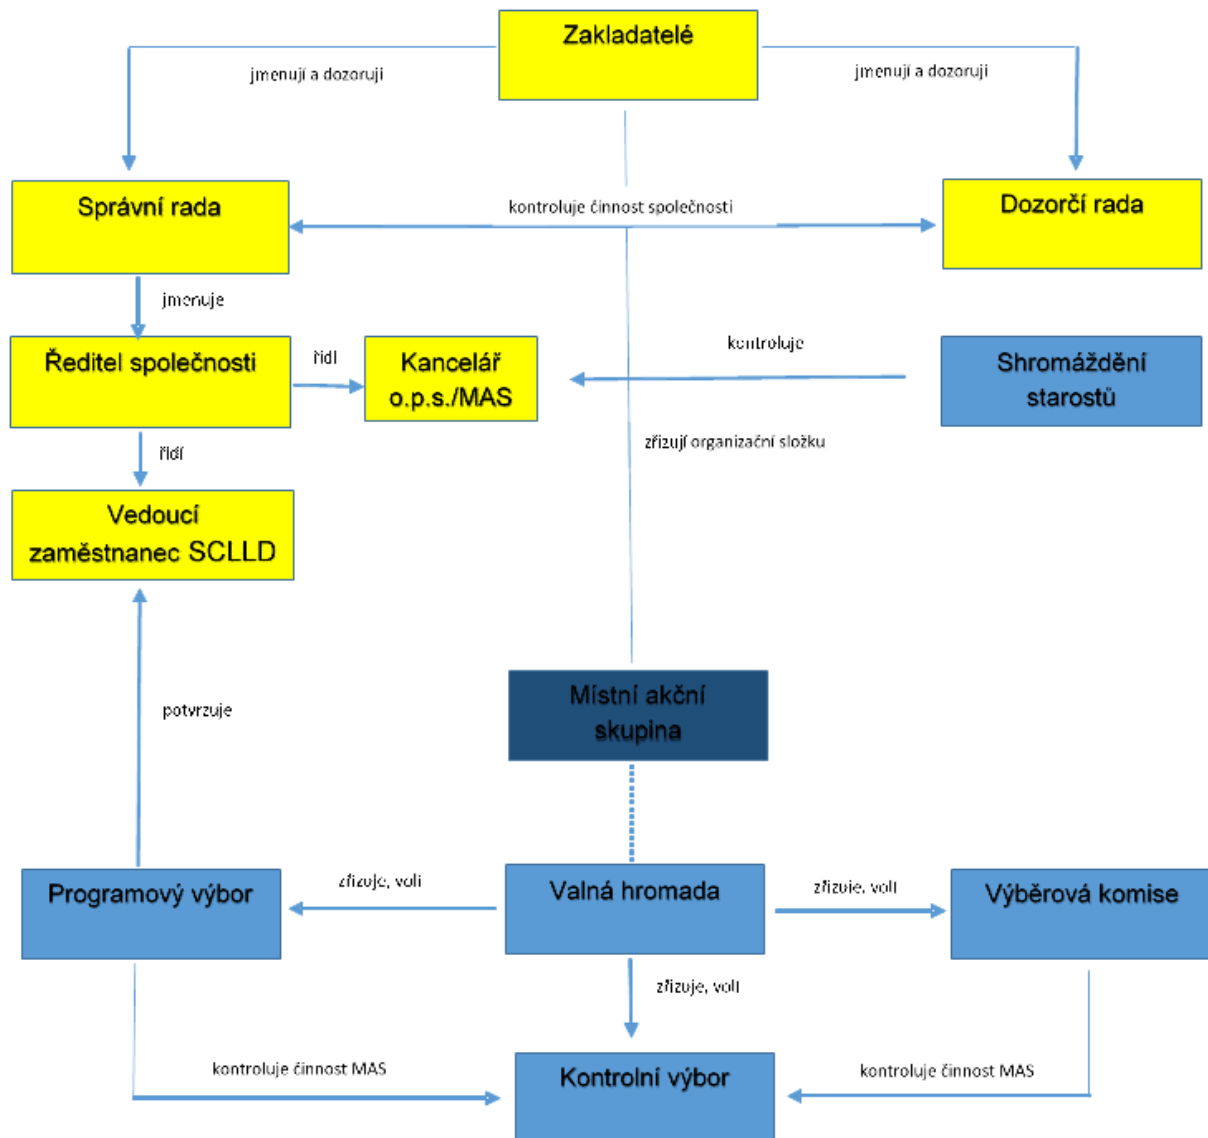 Zakladatelé
jmenují a dozorují
jmenují a dozorují
Správní rada
kontroluje činnost společnosti
Dozorčí rada
jmenuje
Ředitel společnosti
řídí
Kancelář
o.p.s./MAS
kontroluje
Shromáždění
starostů
řídí
zřizují organizační složku
Vedoucí
zaměstnanec SCLLD
potvrzuje
Místní akční
skupina
Programový výbor
zřizuje, volí
Valná hromada
zřizuje, volí
Výběrová komise
zřizuje, volí
kontroluje činnost MAS
Kontrolní výbor
kontroluje činnost MAS